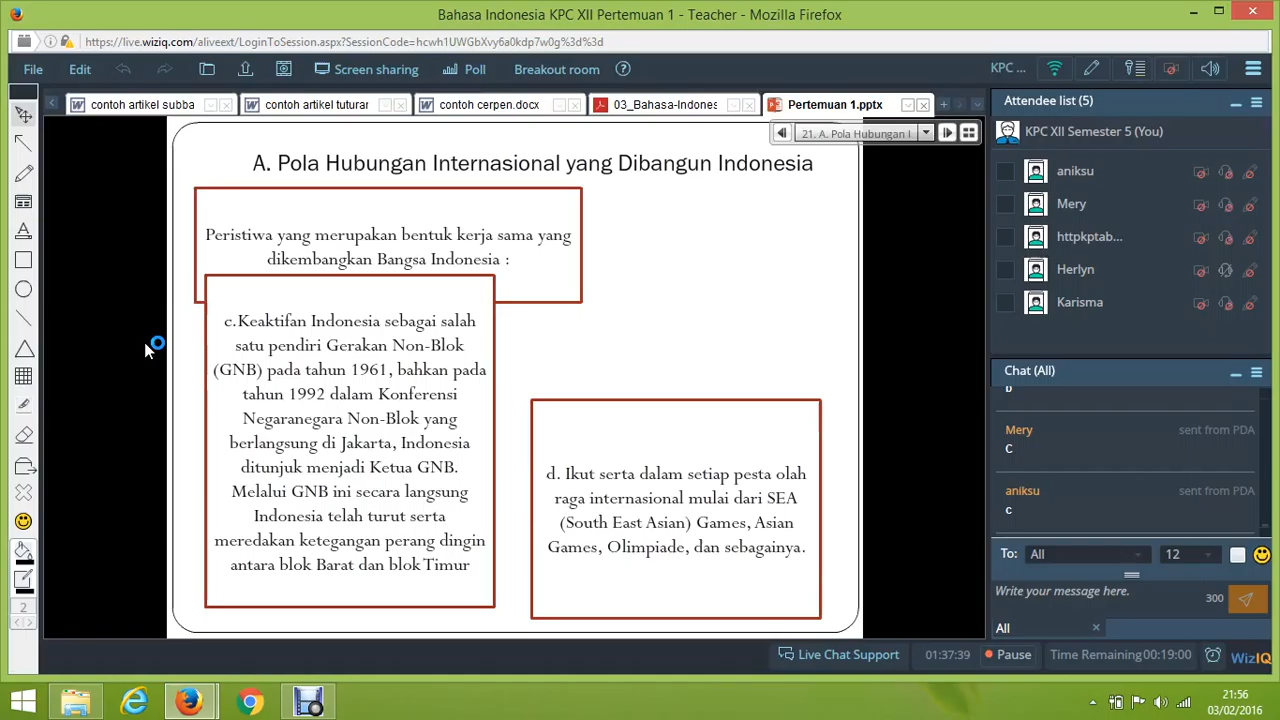 Bahasa Indonesia KPC XII Pertemuan 1 - Teacher - Mozilla Firefox
https://live.wiziq.com/aliveext/LoginToSession.aspx?SessionCode=hcwh1UWGbXvy6a0kdp7w0g%3d%3d
File Edit Screen sharing Poll Breakout room KPC ...
contoh artikel subba
contoh artikel tuturar
contoh cerpen.docx
03_Bahasa-Indones
Pertemuan 1.pptx
21. A. Pola Hubungan I
A. Pola Hubungan Internasional yang Dibangun Indonesia
Peristiwa yang merupakan bentuk kerja sama yang
dikembangkan Bangsa Indonesia :
c.Keaktifan Indonesia sebagai salah
satu pendiri Gerakan Non-Blok
(GNB) pada tahun 1961, bahkan pada
tahun 1992 dalam Konferensi
Negaranegara Non-Blok yang
berlangsung di Jakarta, Indonesia
ditunjuk menjadi Ketua GNB.
Melalui GNB ini secara langsung
Indonesia telah turut serta
meredakan ketegangan perang dingin
antara blok Barat dan blok Timur
d. Ikut serta dalam setiap pesta olah
raga internasional mulai dari SEA
(South East Asian) Games, Asian
Games, Olimpiade, dan sebagainya.
2
Attendee list (5)
KPC XII Semester 5 (You)
aniksu
Mery
httpkptab...
Herlyn
Karisma
Chat (All)
b
Mery sent from PDA
C
aniksu sent from PDA
c
To: All 12
Write your message here.
300
All
Live Chat Support 01:37:39 Pause Time Remaining 00:19:00 WizIQ
21:56
03/02/2016